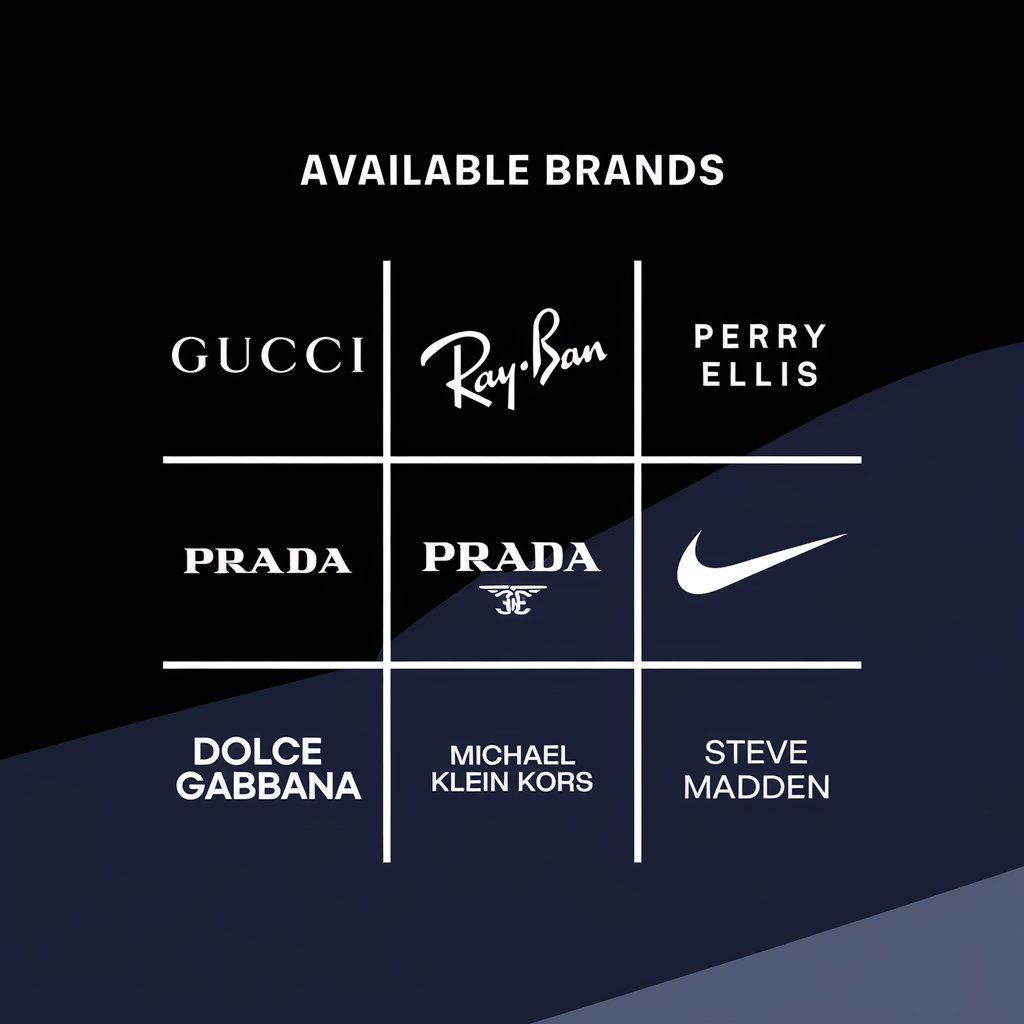 AVAILABLE BRANDS
GUCCI
Ray-Ban
PERRY
ELLIS
PRADA
PRADA
DOLCE
GABBANA
MICHAEL
KLEIN KORS
STEVE
MADDEN